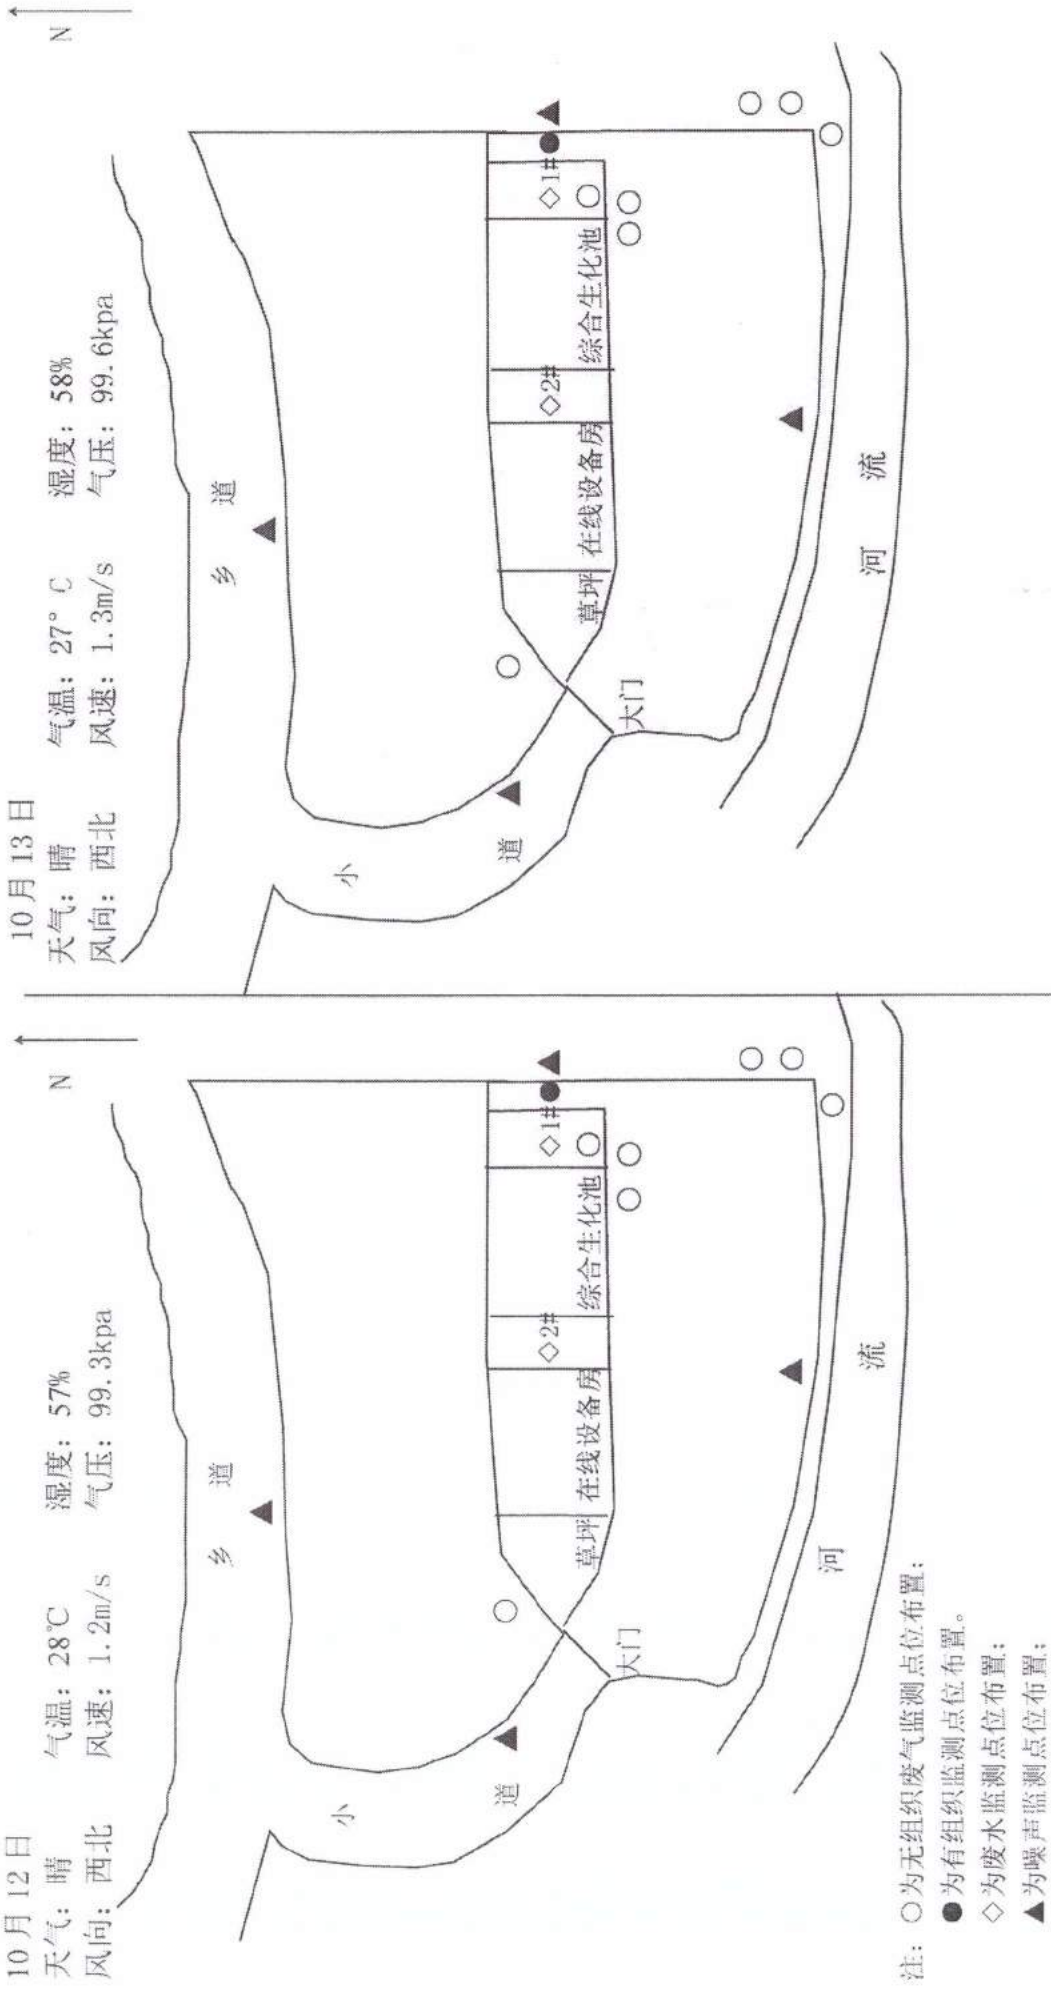 10月12日
天气：晴 气温：28℃ 湿度：57%
风向：西北 风速：1.2m/s 气压：99.3kpa
N
乡 道
小 道
大门
草坪
在线设备房
◇2#
综合生化池
◇1#
河 流
注：○为无组织废气监测点位布置；
●为有组织监测点位布置。
◇为废水监测点位布置；
▲为噪声监测点位布置；
10月13日
天气：晴 气温：27°C 湿度：58%
风向：西北 风速：1.3m/s 气压：99.6kpa
N
乡 道
小 道
大门
草坪
在线设备房
◇2#
综合生化池
◇1#
河 流